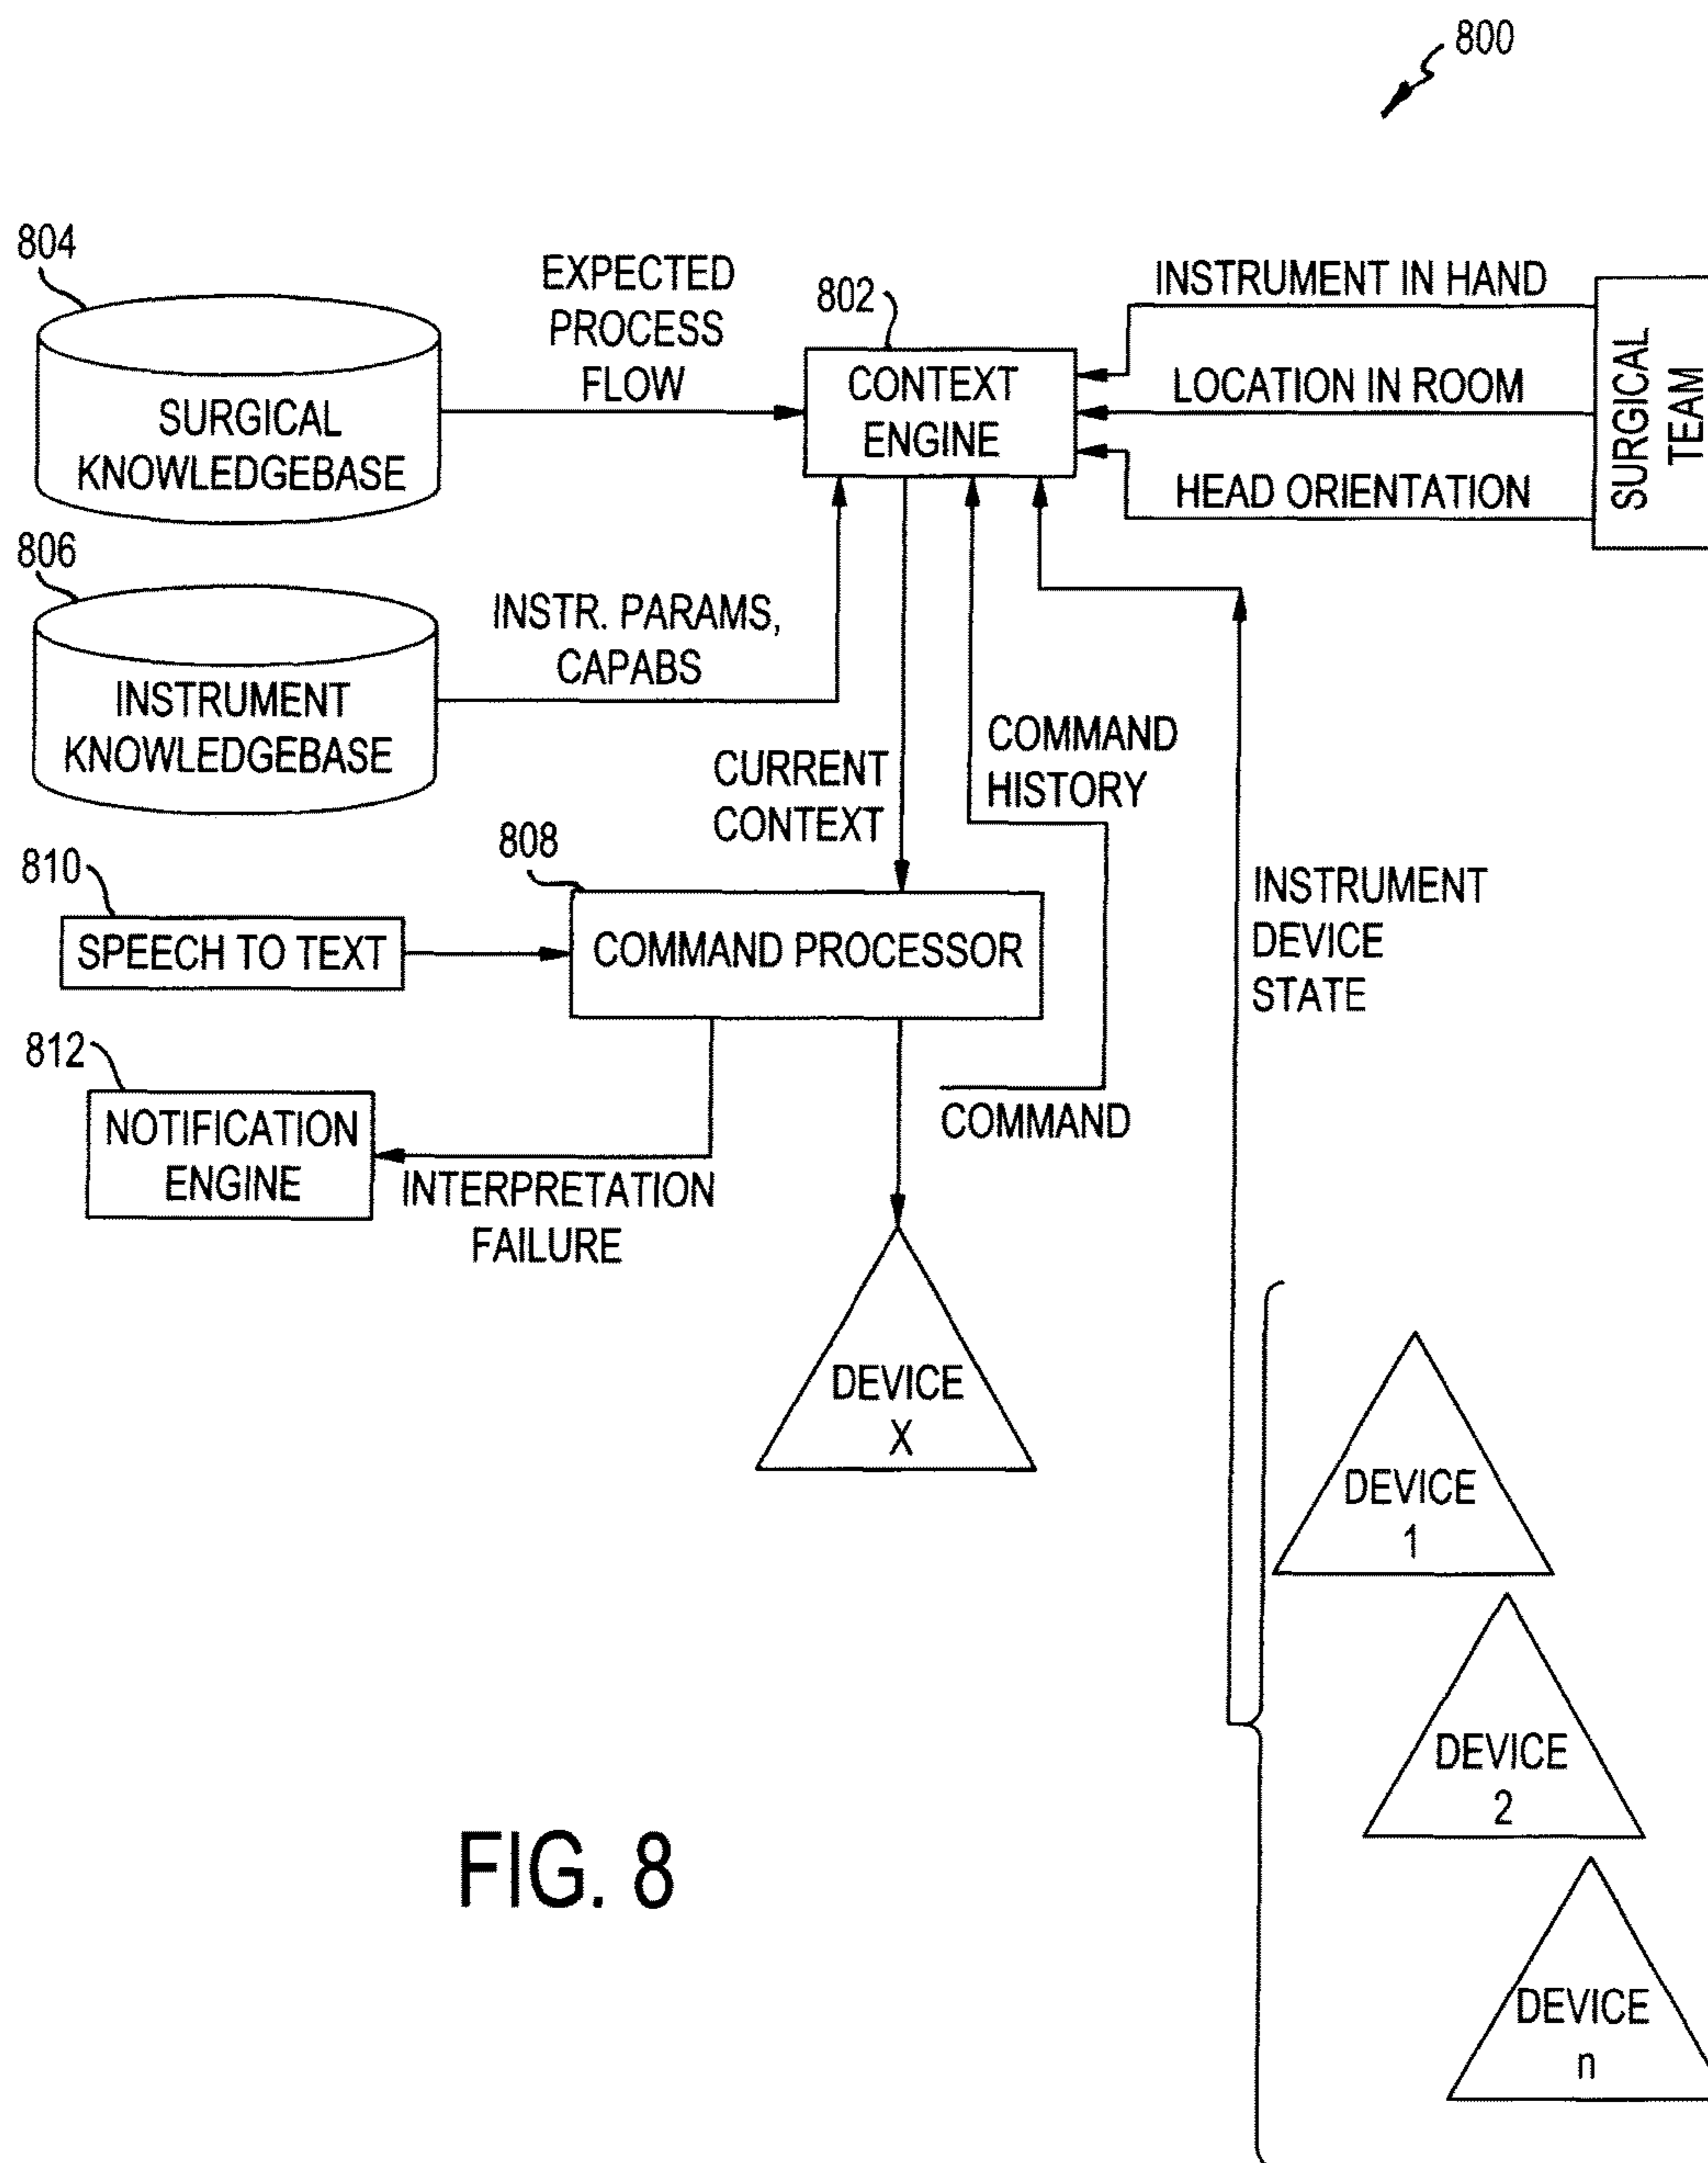 800
804
EXPECTED
PROCESS
FLOW
802
INSTRUMENT IN HAND
SURGICAL
KNOWLEDGEBASE
CONTEXT
ENGINE
LOCATION IN ROOM
HEAD ORIENTATION
SURGICAL
TEAM
806
INSTR. PARAMS,
CAPABS
INSTRUMENT
KNOWLEDGEBASE
CURRENT
CONTEXT
COMMAND
HISTORY
810
SPEECH TO TEXT
808
COMMAND PROCESSOR
INSTRUMENT
DEVICE
STATE
812
NOTIFICATION
ENGINE
INTERPRETATION
FAILURE
COMMAND
DEVICE
X
DEVICE
1
DEVICE
2
DEVICE
n
FIG. 8